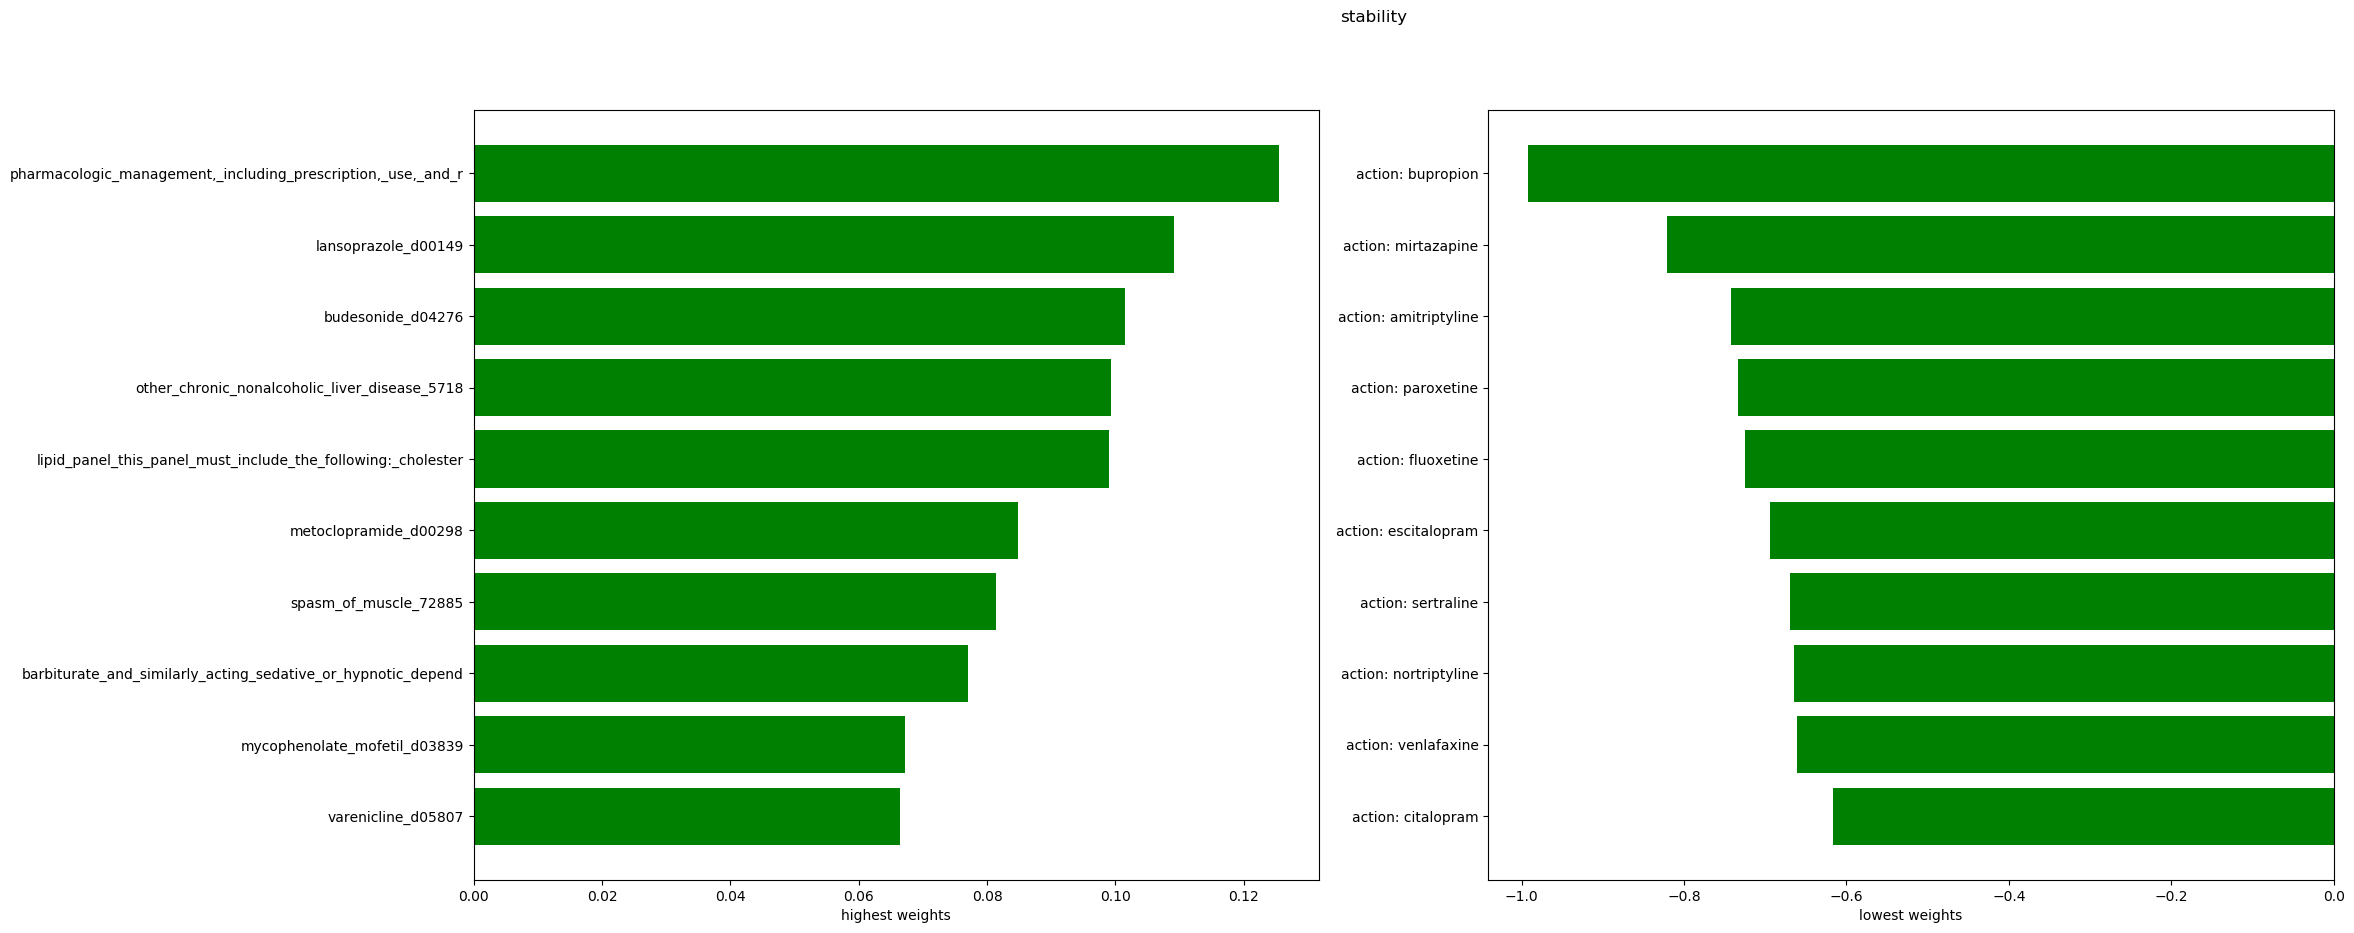 stability
pharmacologic_management,_including_prescription,_use,_and_r
lansoprazole_d00149
budesonide_d04276
other_chronic_nonalcoholic_liver_disease_5718
lipid_panel_this_panel_must_include_the_following:_cholester
metoclopramide_d00298
spasm_of_muscle_72885
barbiturate_and_similarly_acting_sedative_or_hypnotic_depend
mycophenolate_mofetil_d03839
varenicline_d05807
0.00 0.02 0.04 0.06 0.08 0.10 0.12
highest weights
action: bupropion
action: mirtazapine
action: amitriptyline
action: paroxetine
action: fluoxetine
action: escitalopram
action: sertraline
action: nortriptyline
action: venlafaxine
action: citalopram
−1.0 −0.8 −0.6 −0.4 −0.2 0.0
lowest weights